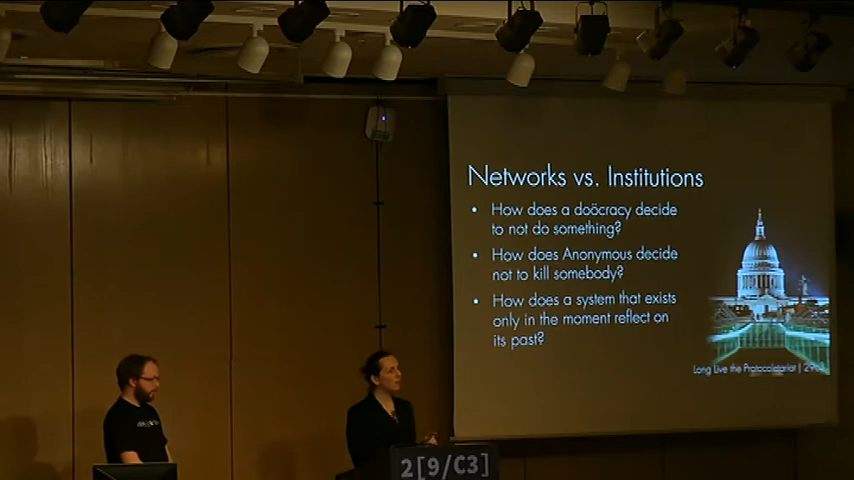 Networks vs. Institutions
• How does a doöcracy decide
to not do something?
• How does Anonymous decide
not to kill somebody?
• How does a system that exists
only in the moment reflect on
its past?
Long Live the Protocoletariat |
2[9/C3]